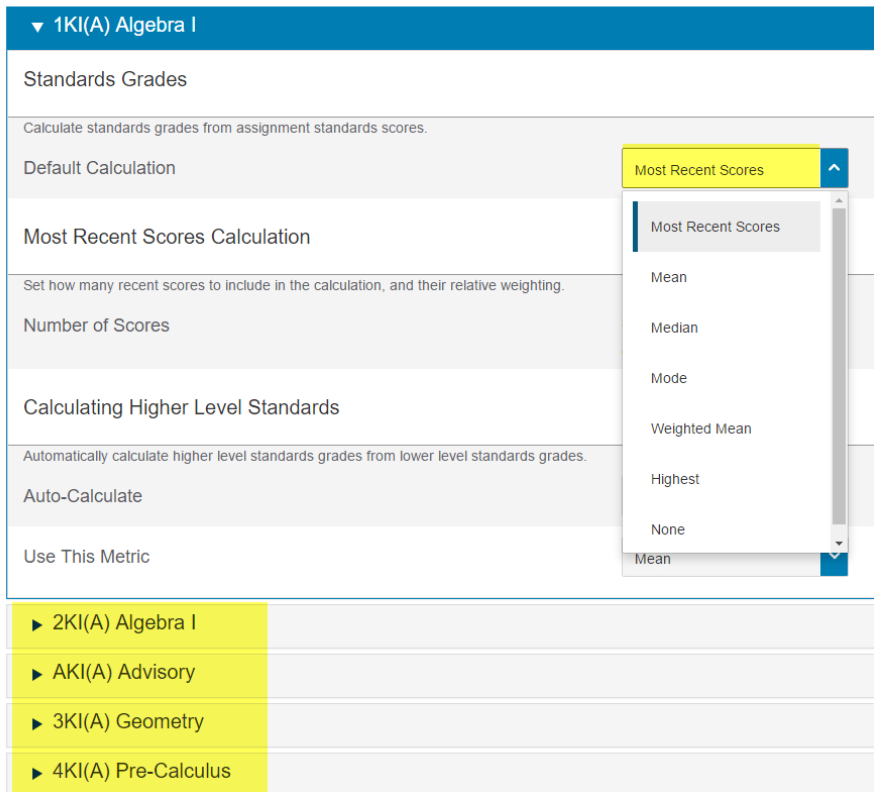 1KI(A) Algebra I
Standards Grades
Calculate standards grades from assignment standards scores.
Default Calculation
Most Recent Scores
Most Recent Scores
Mean
Median
Mode
Weighted Mean
Highest
None
Most Recent Scores Calculation
Set how many recent scores to include in the calculation, and their relative weighting.
Number of Scores
Calculating Higher Level Standards
Automatically calculate higher level standards grades from lower level standards grades.
Auto-Calculate
Use This Metric
Mean
2KI(A) Algebra I
AKI(A) Advisory
3KI(A) Geometry
4KI(A) Pre-Calculus